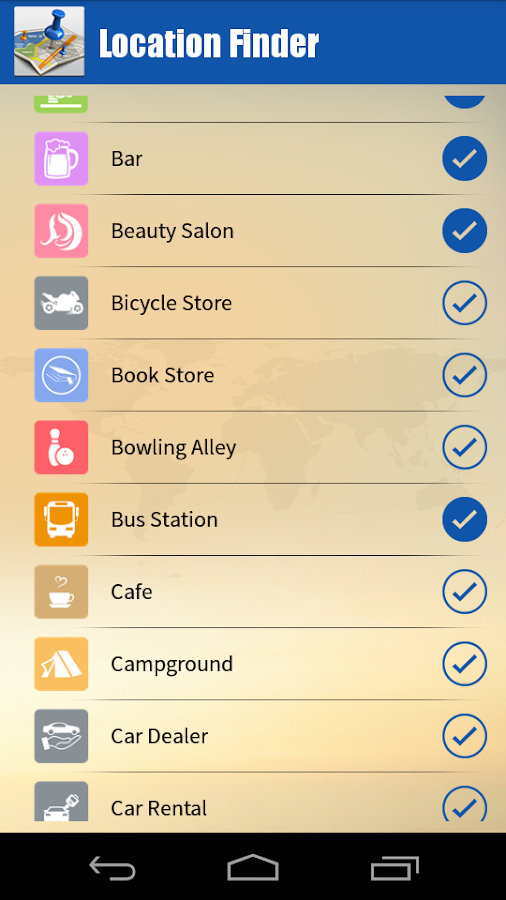 Location Finder
Bar
Beauty Salon
Bicycle Store
Book Store
Bowling Alley
Bus Station
Cafe
Campground
Car Dealer
Car Rental